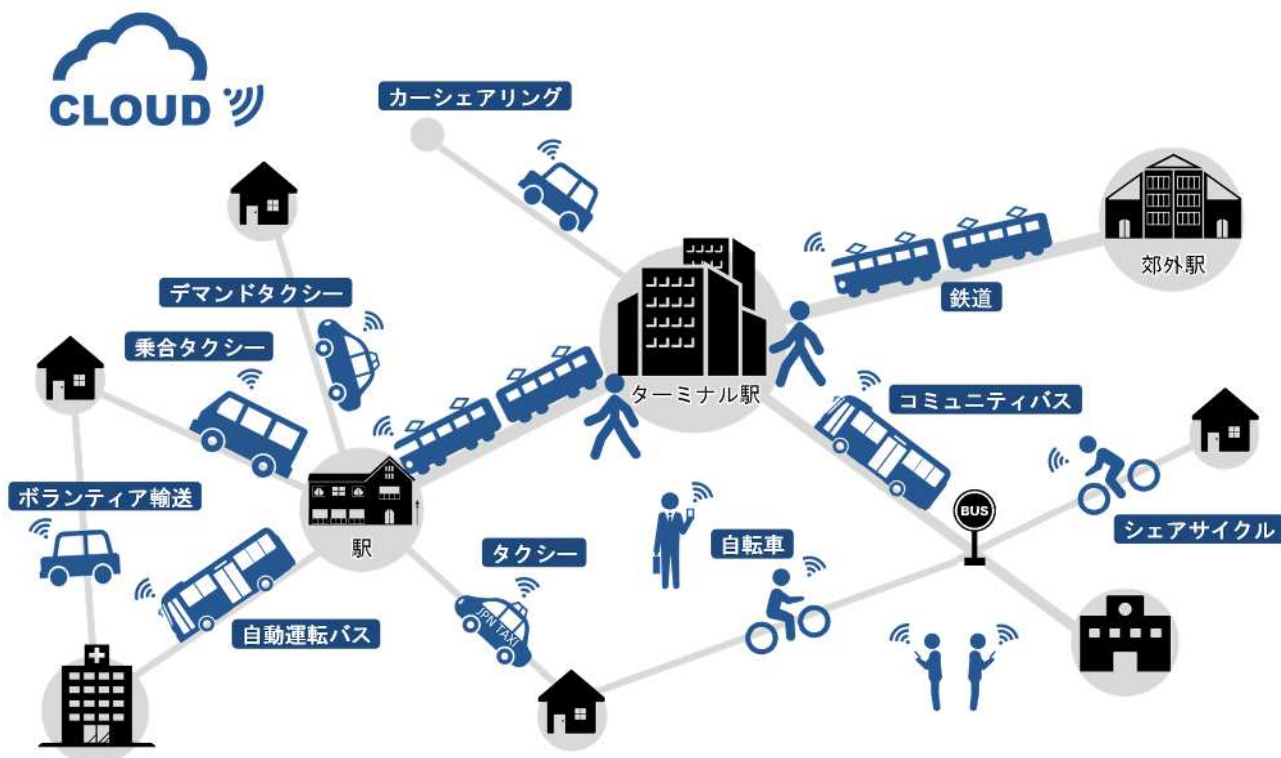 CLOUD
カーシェアリング
郊外駅
鉄道
デマンドタクシー
乗合タクシー
ターミナル駅
コミュニティバス
ボランティア輸送
BUS
シェアサイクル
駅
タクシー
自転車
JPN TAXI
自動運転バス